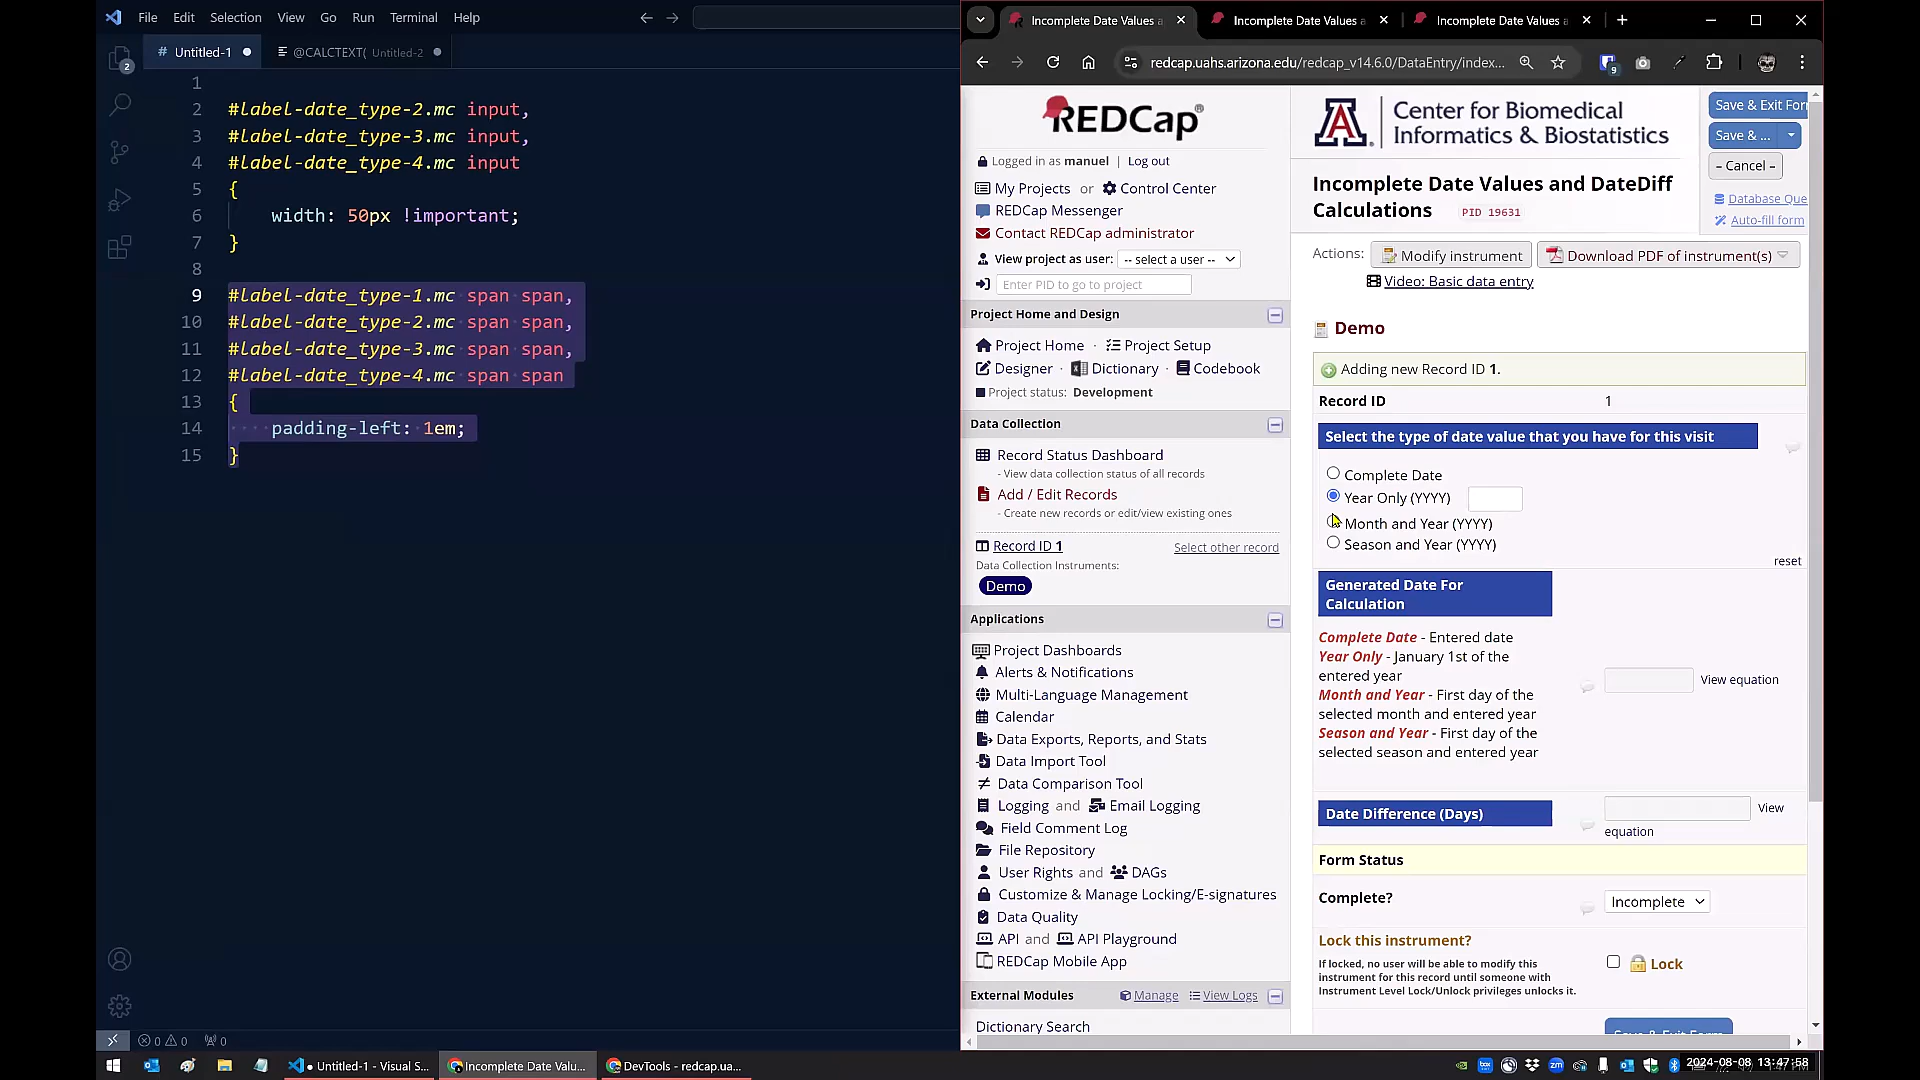 File Edit Selection View Go Run Terminal Help
# Untitled-1 @CALCTEXT( Untitled-2
2
1
2 #label-date_type-2.mc input,
3 #label-date_type-3.mc input,
4 #label-date_type-4.mc input
5 {
6 width: 50px !important;
7 }
8
9 #label-date_type-1.mc span span,
10 #label-date_type-2.mc span span,
11 #label-date_type-3.mc span span,
12 #label-date_type-4.mc span span
13 {
14 padding-left: 1em;
15 }
0 0 0
Incomplete Date Values a Incomplete Date Values a Incomplete Date Values a
redcap.uahs.arizona.edu/redcap_v14.6.0/DataEntry/index...
9
REDCap
Logged in as manuel | Log out
My Projects or Control Center
REDCap Messenger
Contact REDCap administrator
View project as user: -- select a user --
Enter PID to go to project
Project Home and Design
Project Home · Project Setup
Designer · Dictionary · Codebook
Project status: Development
Data Collection
Record Status Dashboard
- View data collection status of all records
Add / Edit Records
- Create new records or edit/view existing ones
Record ID 1 Select other record
Data Collection Instruments:
Demo
Applications
Project Dashboards
Alerts & Notifications
Multi-Language Management
Calendar
Data Exports, Reports, and Stats
Data Import Tool
Data Comparison Tool
Logging and Email Logging
Field Comment Log
File Repository
User Rights and DAGs
Customize & Manage Locking/E-signatures
Data Quality
API and API Playground
REDCap Mobile App
External Modules Manage View Logs
Dictionary Search
A
Center for Biomedical
Informatics & Biostatistics
Save & Exit For
Save & ...
– Cancel –
Database Que
Auto-fill form
Incomplete Date Values and DateDiff
Calculations PID 19631
Actions: Modify instrument Download PDF of instrument(s)
Video: Basic data entry
Demo
Adding new Record ID 1.
Record ID 1
Select the type of date value that you have for this visit
Complete Date
Year Only (YYYY)
Month and Year (YYYY)
Season and Year (YYYY)
reset
Generated Date For
Calculation
Complete Date - Entered date
Year Only - January 1st of the
entered year
Month and Year - First day of the
selected month and entered year
Season and Year - First day of the
selected season and entered year
View equation
Date Difference (Days) View
equation
Form Status
Complete? Incomplete
Lock this instrument?
If locked, no user will be able to modify this
instrument for this record until someone with
Instrument Level Lock/Unlock privileges unlocks it.
Lock
Save & Exit Form
Untitled-1 - Visual S... Incomplete Date Valu... DevTools - redcap.ua...
2024-08-08 13:47:58